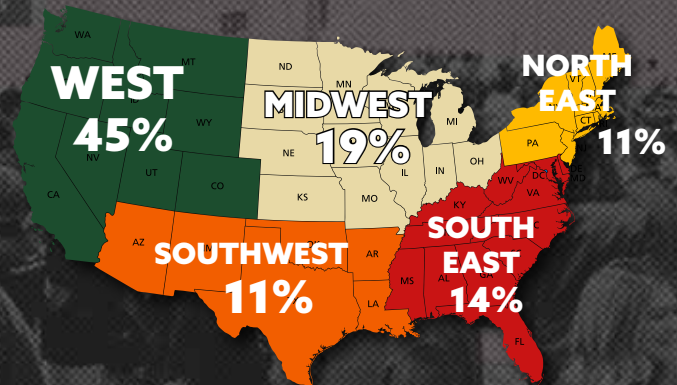 WEST
45%
MIDWEST
19%
NORTH
EAST
11%
SOUTHWEST
11%
SOUTH
EAST
14%
WA
MT
WY
NV
UT
CO
CA
ND
MN
NE
KS
MO
IL
IN
OH
MI
PA
VT
CT
WV
DC
VA
KY
MD
AZ
AR
LA
MS
AL
GA
FL